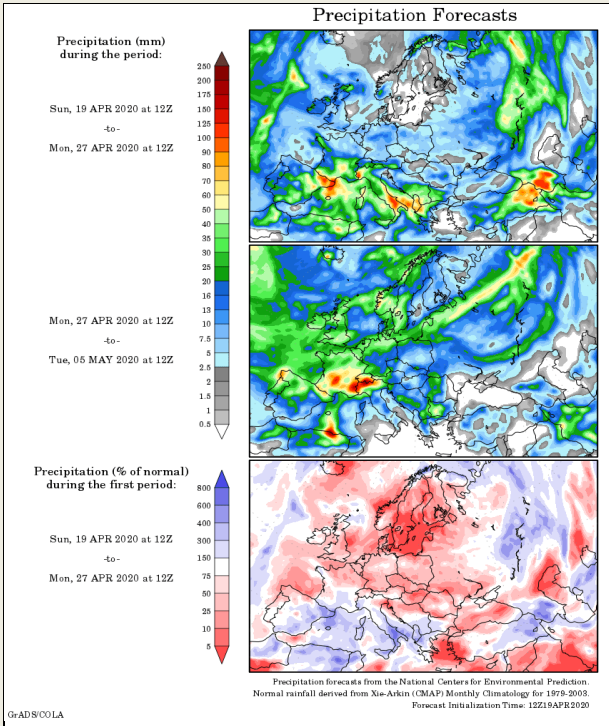 Precipitation Forecasts
Precipitation (mm)
during the period:
Sun, 19 APR 2020 at 12Z
-to-
Mon, 27 APR 2020 at 12Z
250
200
175
150
125
100
90
80
70
60
50
40
35
30
25
20
16
13
10
7.5
5
2.5
2
1.5
1
0.5
Mon, 27 APR 2020 at 12Z
-to-
Tue, 05 MAY 2020 at 12Z
Precipitation (% of normal)
during the first period:
Sun, 19 APR 2020 at 12Z
-to-
Mon, 27 APR 2020 at 12Z
800
600
400
300
150
75
50
25
10
5
Precipitation forecasts from the National Centers for Environmental Prediction.
Normal rainfall derived from Xie-Arkin (CMAP) Monthly Climatology for 1979-2003.
Forecast Initialization Time: 12Z19APR2020
GrADS/COLA